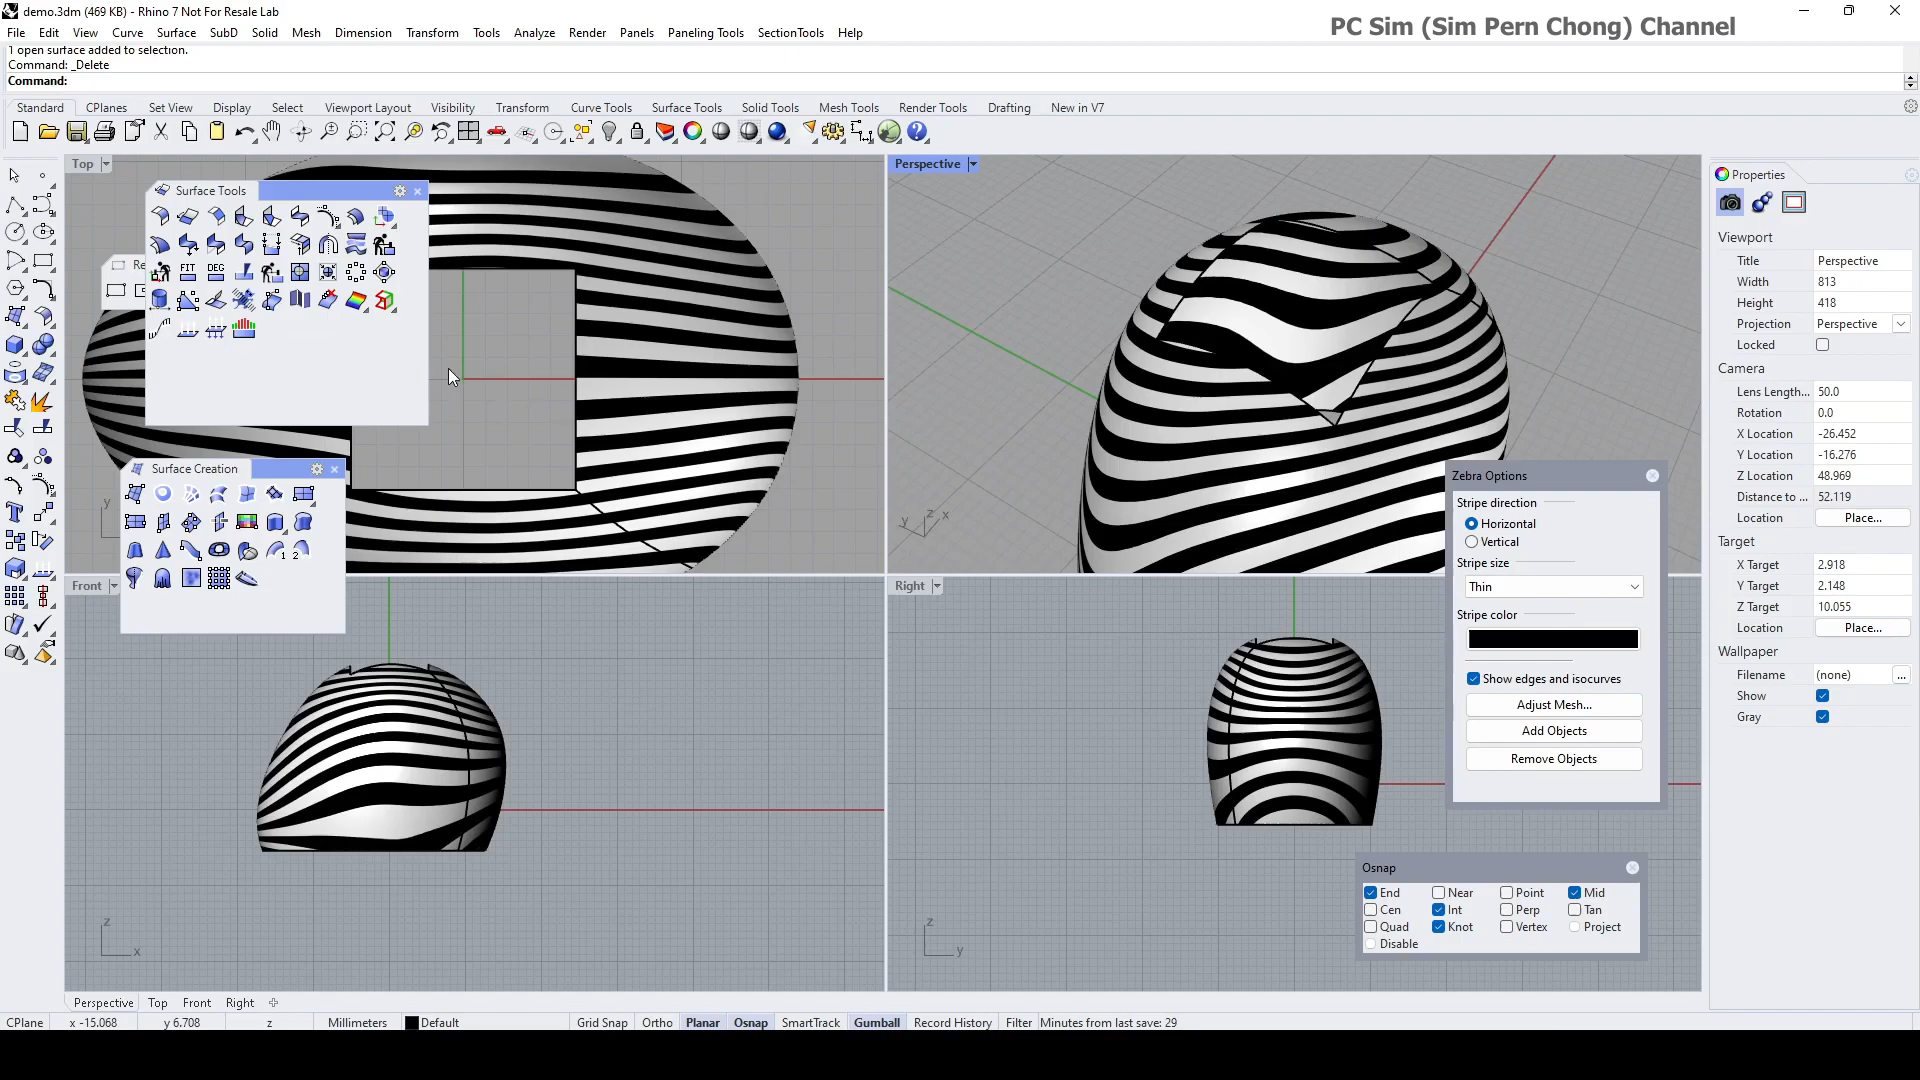 demo.3dm (469 KB) - Rhino 7 Not For Resale Lab
PC Sim (Sim Pern Chong) Channel
File Edit View Curve Surface SubD Solid Mesh Dimension Transform Tools Analyze Render Panels Paneling Tools SectionTools Help
1 open surface added to selection.
Command: _Delete
Command:
Standard CPlanes Set View Display Select Viewport Layout Visibility Transform Curve Tools Surface Tools Solid Tools Mesh Tools Render Tools Drafting New in V7
Top
Perspective
Properties
Surface Tools
Re
FIT DEG
Surface Creation
1 2
Viewport
Title Perspective
Width 813
Height 418
Projection Perspective
Locked
Camera
Lens Length... 50.0
Rotation 0.0
X Location -26.452
Y Location -16.276
Z Location 48.969
Distance to ... 52.119
Location Place...
Target
X Target 2.918
Y Target 2.148
Z Target 10.055
Location Place...
Wallpaper
Filename (none) ...
Show
Gray
y
y z x
Zebra Options
Stripe direction
Horizontal
Vertical
Stripe size
Thin
Stripe color
Show edges and isocurves
Adjust Mesh...
Add Objects
Remove Objects
Front
Right
z
x
z
y
Osnap
End Near Point Mid
Cen Int Perp Tan
Quad Knot Vertex Project
Disable
Perspective Top Front Right
CPlane x -15.068 y 6.708 z Millimeters Default Grid Snap Ortho Planar Osnap SmartTrack Gumball Record History Filter Minutes from last save: 29